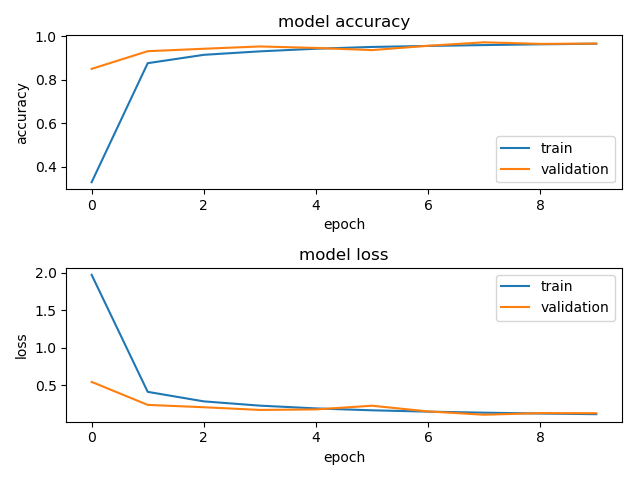 model accuracy
1.0
0.8
0.6
0.4
accuracy
train
validation
0 2 4 6 8
epoch
model loss
2.0
1.5
1.0
0.5
loss
train
validation
0 2 4 6 8
epoch